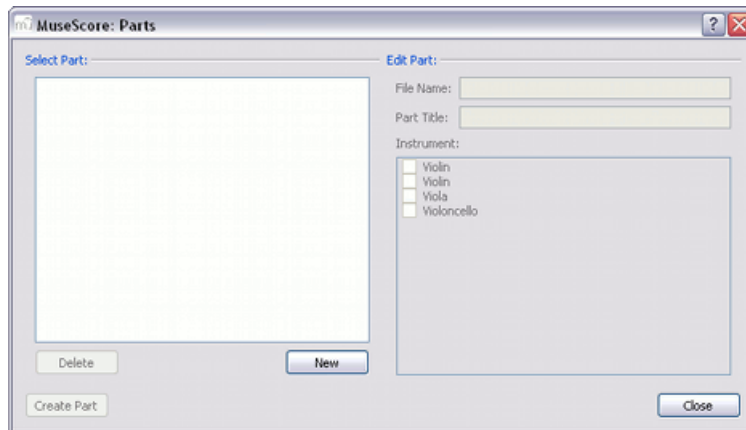 MuseScore: Parts
Select Part:
Delete
New
Create Part
Edit Part:
File Name:
Part Title:
Instrument:
Violin
Violin
Viola
Violoncello
Close